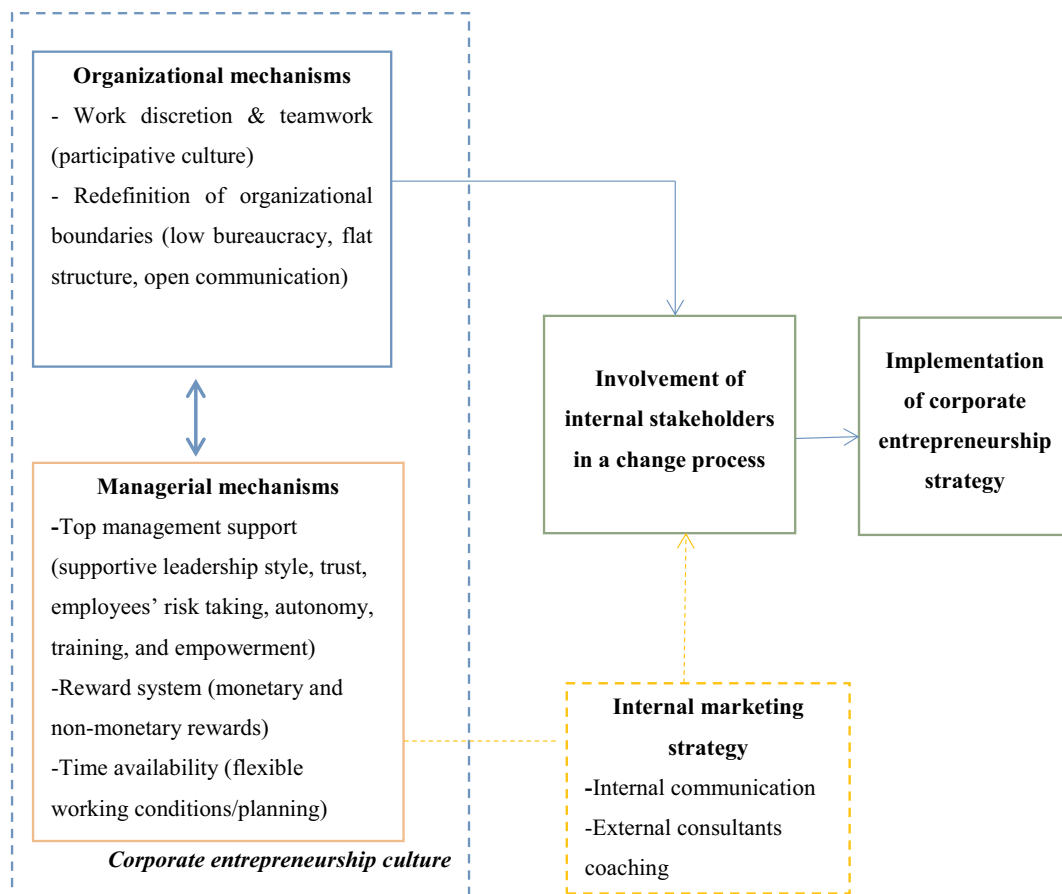 Organizational mechanisms
- Work discretion & teamwork
(participative culture)
- Redefinition of organizational
boundaries (low bureaucracy, flat
structure, open communication)
Managerial mechanisms
-Top management support
(supportive leadership style, trust,
employees’ risk taking, autonomy,
training, and empowerment)
-Reward system (monetary and
non-monetary rewards)
-Time availability (flexible
working conditions/planning)
Corporate entrepreneurship culture
Involvement of
internal stakeholders
in a change process
Implementation
of corporate
entrepreneurship
strategy
Internal marketing
strategy
-Internal communication
-External consultants
coaching